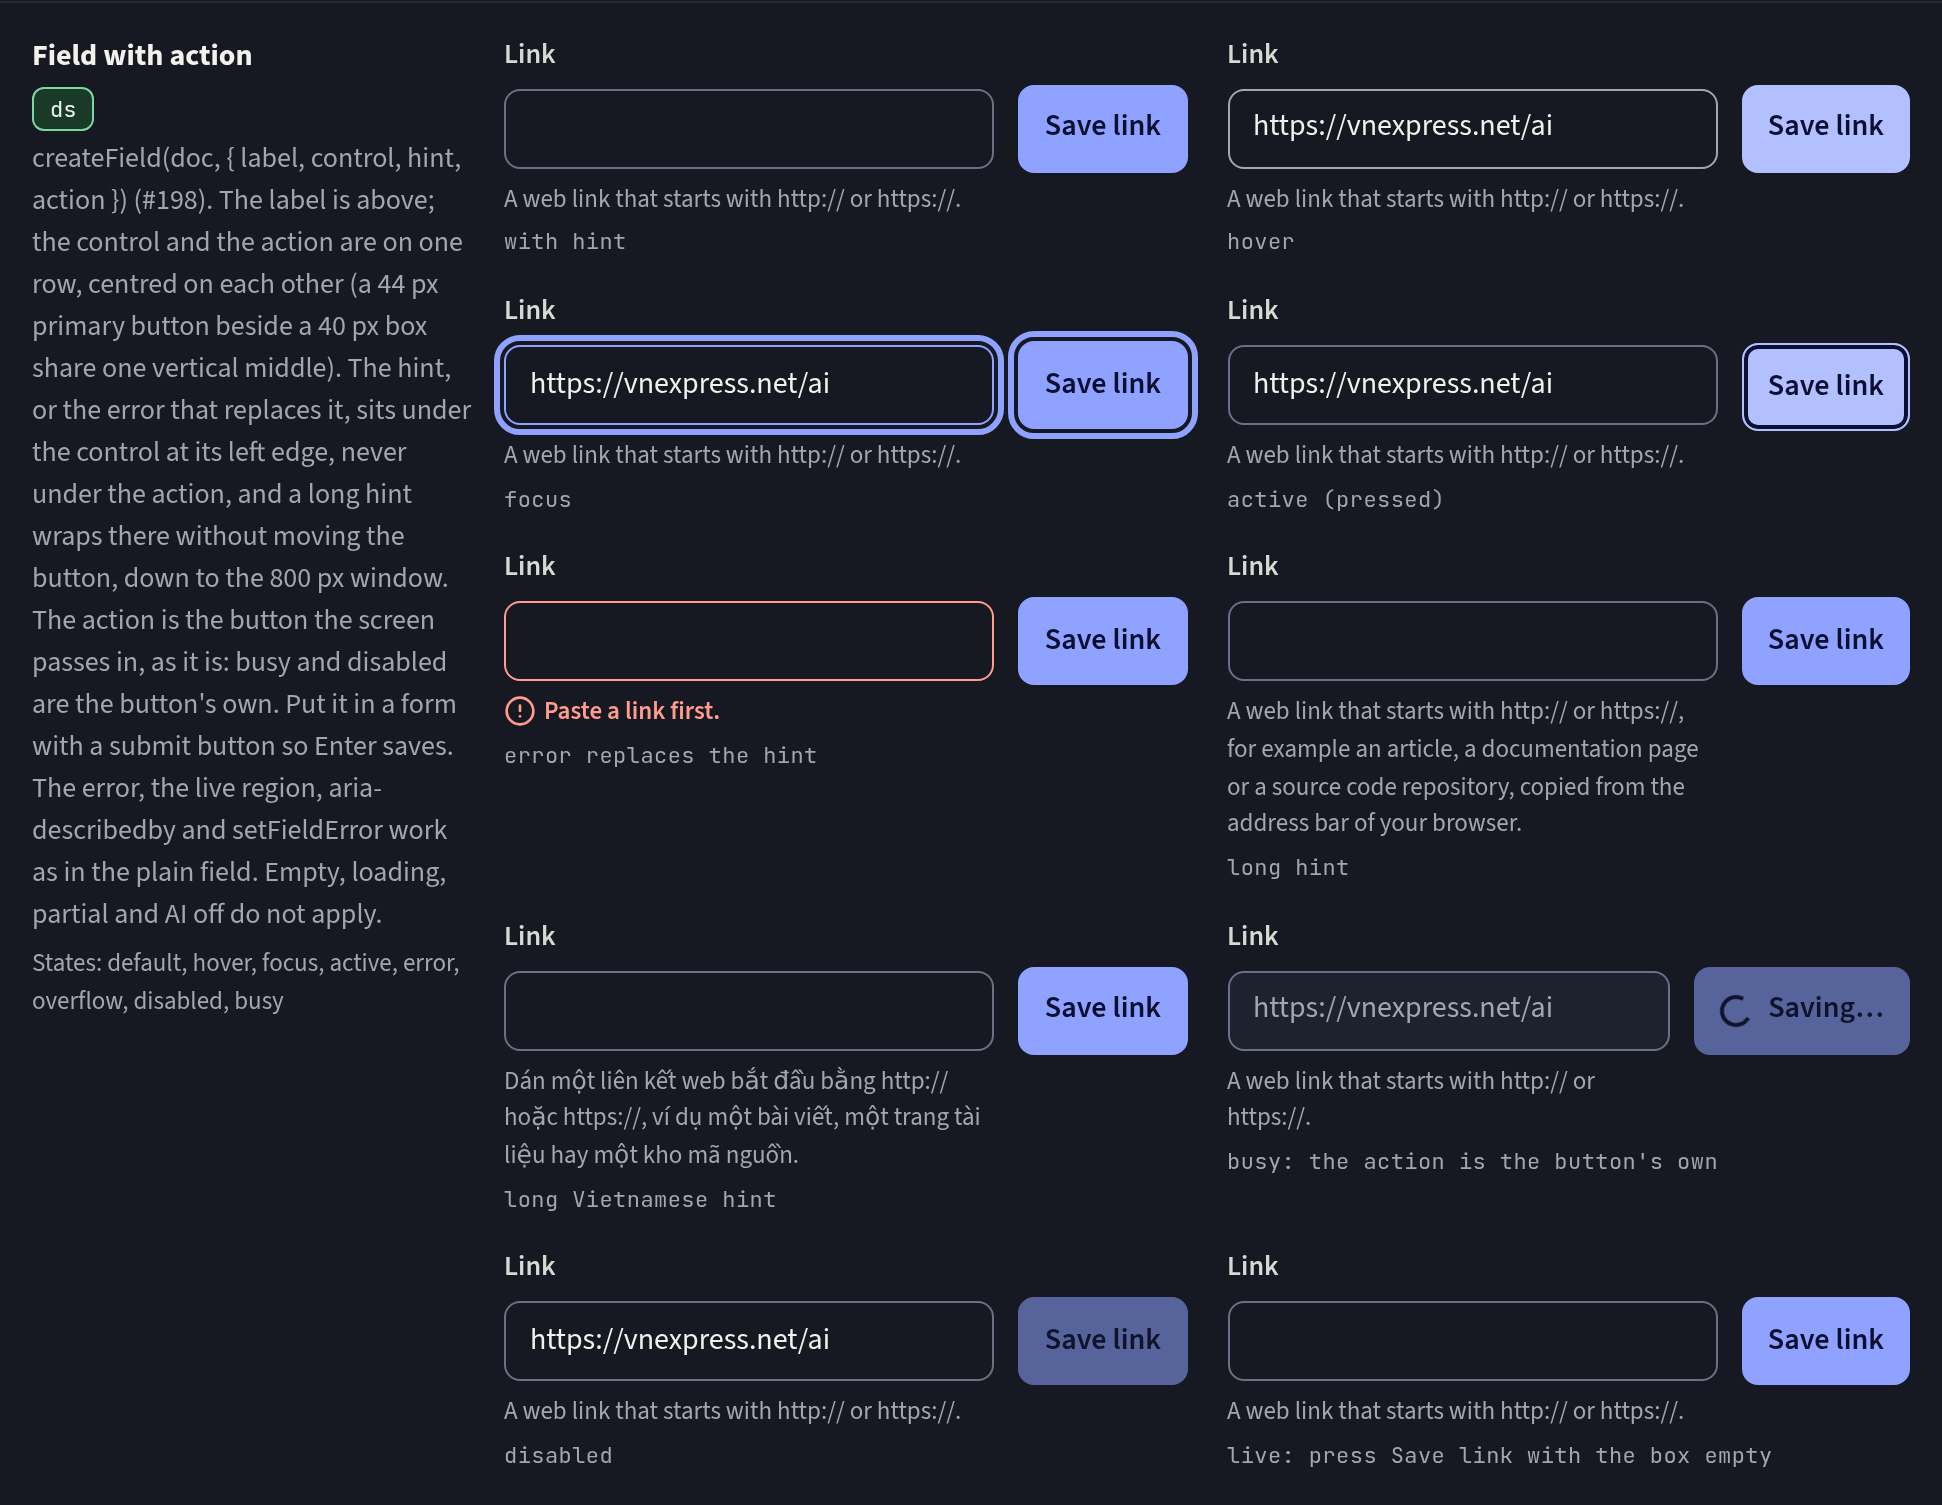 Field with action
ds
createField(doc, { label, control, hint,
action }) (#198). The label is above;
the control and the action are on one
row, centred on each other (a 44 px
primary button beside a 40 px box
share one vertical middle). The hint,
or the error that replaces it, sits under
the control at its left edge, never
under the action, and a long hint
wraps there without moving the
button, down to the 800 px window.
The action is the button the screen
passes in, as it is: busy and disabled
are the button's own. Put it in a form
with a submit button so Enter saves.
The error, the live region, aria-
describedby and setFieldError work
as in the plain field. Empty, loading,
partial and AI off do not apply.
States: default, hover, focus, active, error,
overflow, disabled, busy
Link
Save link
A web link that starts with http:// or https://.
with hint
Link
https://vnexpress.net/ai
Save link
A web link that starts with http:// or https://.
hover
Link
https://vnexpress.net/ai
Save link
A web link that starts with http:// or https://.
focus
Link
https://vnexpress.net/ai
Save link
A web link that starts with http:// or https://.
active (pressed)
Link
Save link
Paste a link first.
error replaces the hint
Link
Save link
A web link that starts with http:// or https://,
for example an article, a documentation page
or a source code repository, copied from the
address bar of your browser.
long hint
Link
Save link
Dán một liên kết web bắt đầu bằng http://
hoặc https://, ví dụ một bài viết, một trang tài
liệu hay một kho mã nguồn.
long Vietnamese hint
Link
https://vnexpress.net/ai
Saving…
A web link that starts with http:// or
https://.
busy: the action is the button's own
Link
https://vnexpress.net/ai
Save link
A web link that starts with http:// or https://.
disabled
Link
Save link
A web link that starts with http:// or https://.
live: press Save link with the box empty